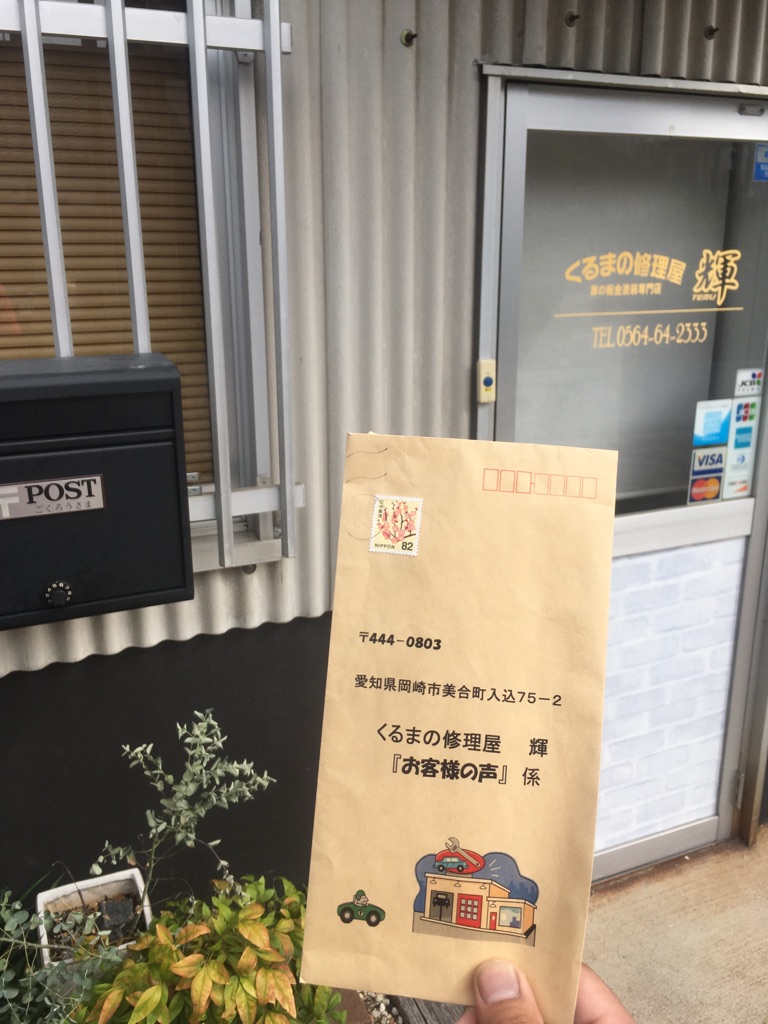 くるまの修理屋 輝
TERU
車の板金塗装専門店
TEL 0564-64-2333
JCB
JCB
VISA
MasterCard
〒POST
ごくろうさま
NIPPON 82
〒444-0803
愛知県岡崎市美合町入込75-2
くるまの修理屋 輝
『お客様の声』係